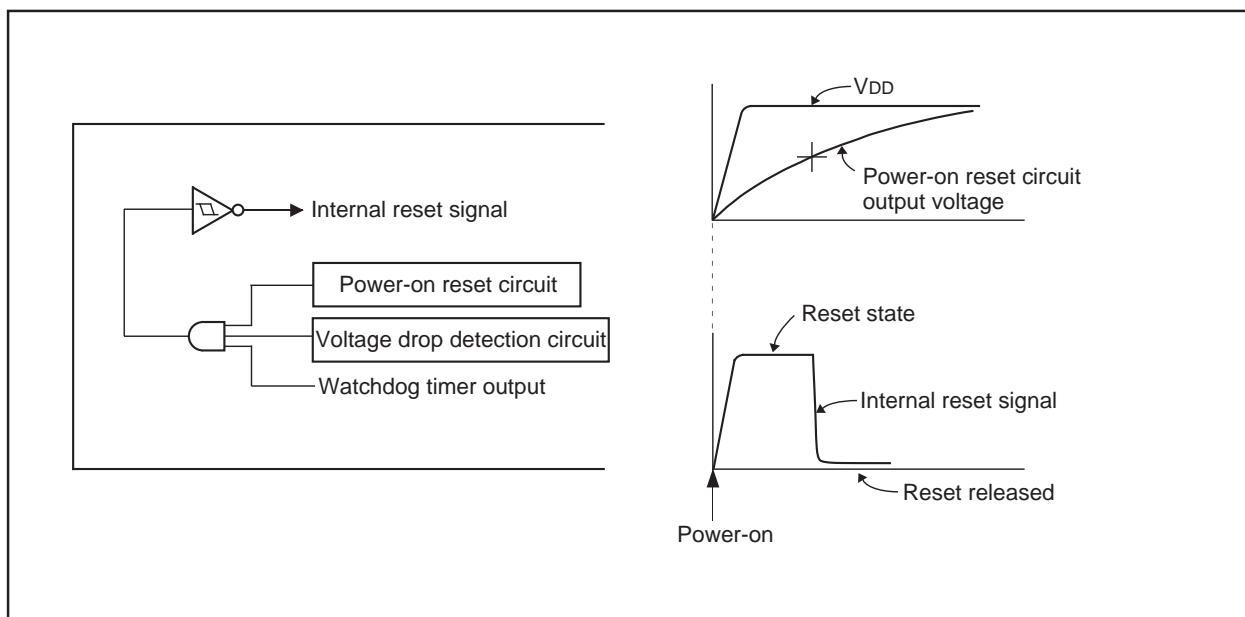 Internal reset signal
Power-on reset circuit
Voltage drop detection circuit
Watchdog timer output
VDD
Power-on reset circuit
output voltage
Reset state
Internal reset signal
Reset released
Power-on